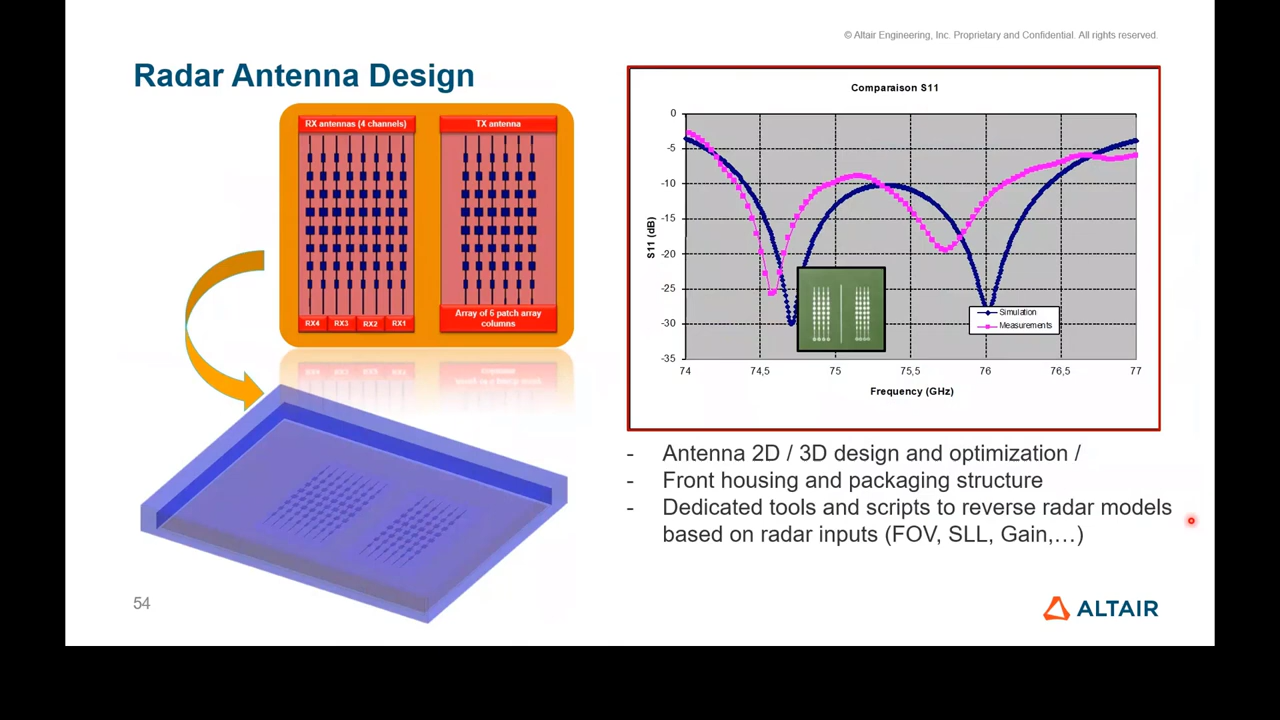 © Altair Engineering, Inc. Proprietary and Confidential. All rights reserved.
Radar Antenna Design
RX antennas (4 channels)
TX antenna
RX4
RX3
RX2
RX1
Array of 6 patch array
columns
Comparaison S11
0
-5
-10
-15
-20
-25
-30
-35
S11 (dB)
74
74,5
75
75,5
76
76,5
77
Frequency (GHz)
Simulation
Measurements
- Antenna 2D / 3D design and optimization /
- Front housing and packaging structure
- Dedicated tools and scripts to reverse radar models
based on radar inputs (FOV, SLL, Gain,…)
54
ALTAIR